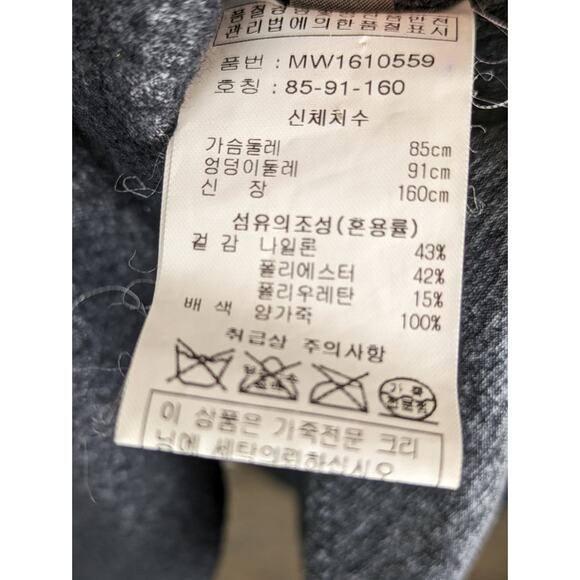 관리법에의한품질표시
품번 : MW1610559
호칭 : 85-91-160
신체치수
가슴둘레 85cm
엉덩이둘레 91cm
신 장 160cm
섬유의조성(혼용률)
겉 감 나일론 43%
폴리에스터 42%
폴리우레탄 15%
배 색 양가죽 100%
취급상 주의사항
이 상품은 가죽전문 크리
닝에 세탁의뢰하십시오